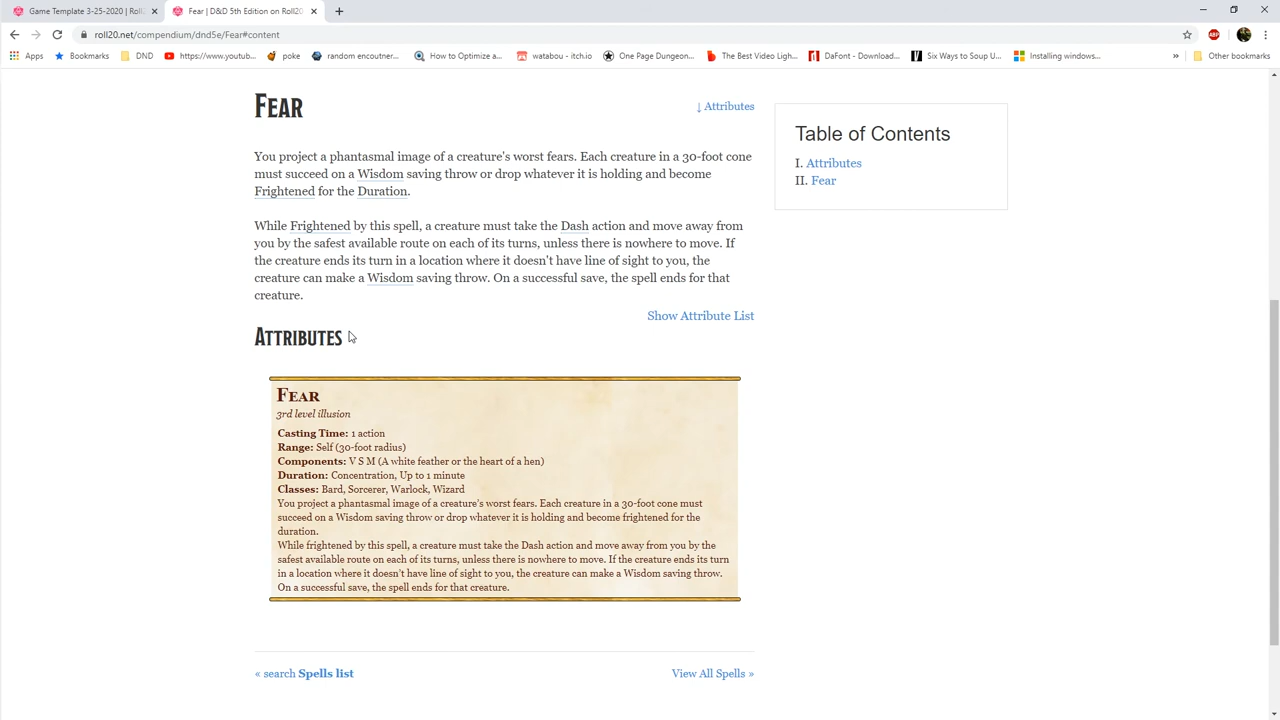 Game Template 3-25-2020 | Roll
Fear | D&D 5th Edition on Roll20
roll20.net/compendium/dnd5e/Fear#content
ABP
Apps Bookmarks DND https://www.youtub... poke random encoutner... How to Optimize a... watabou - itch.io One Page Dungeon... The Best Video Ligh... DaFont - Download... Six Ways to Soup U... Installing windows... » Other bookmarks
FEAR
↓ Attributes
You project a phantasmal image of a creature's worst fears. Each creature in a 30-foot cone
must succeed on a Wisdom saving throw or drop whatever it is holding and become
Frightened for the Duration.
While Frightened by this spell, a creature must take the Dash action and move away from
you by the safest available route on each of its turns, unless there is nowhere to move. If
the creature ends its turn in a location where it doesn't have line of sight to you, the
creature can make a Wisdom saving throw. On a successful save, the spell ends for that
creature.
Show Attribute List
ATTRIBUTES
FEAR
3rd level illusion
Casting Time: 1 action
Range: Self (30-foot radius)
Components: V S M (A white feather or the heart of a hen)
Duration: Concentration, Up to 1 minute
Classes: Bard, Sorcerer, Warlock, Wizard
You project a phantasmal image of a creature's worst fears. Each creature in a 30-foot cone must
succeed on a Wisdom saving throw or drop whatever it is holding and become frightened for the
duration.
While frightened by this spell, a creature must take the Dash action and move away from you by the
safest available route on each of its turns, unless there is nowhere to move. If the creature ends its turn
in a location where it doesn't have line of sight to you, the creature can make a Wisdom saving throw.
On a successful save, the spell ends for that creature.
« search Spells list
View All Spells »
Table of Contents
I. Attributes
II. Fear